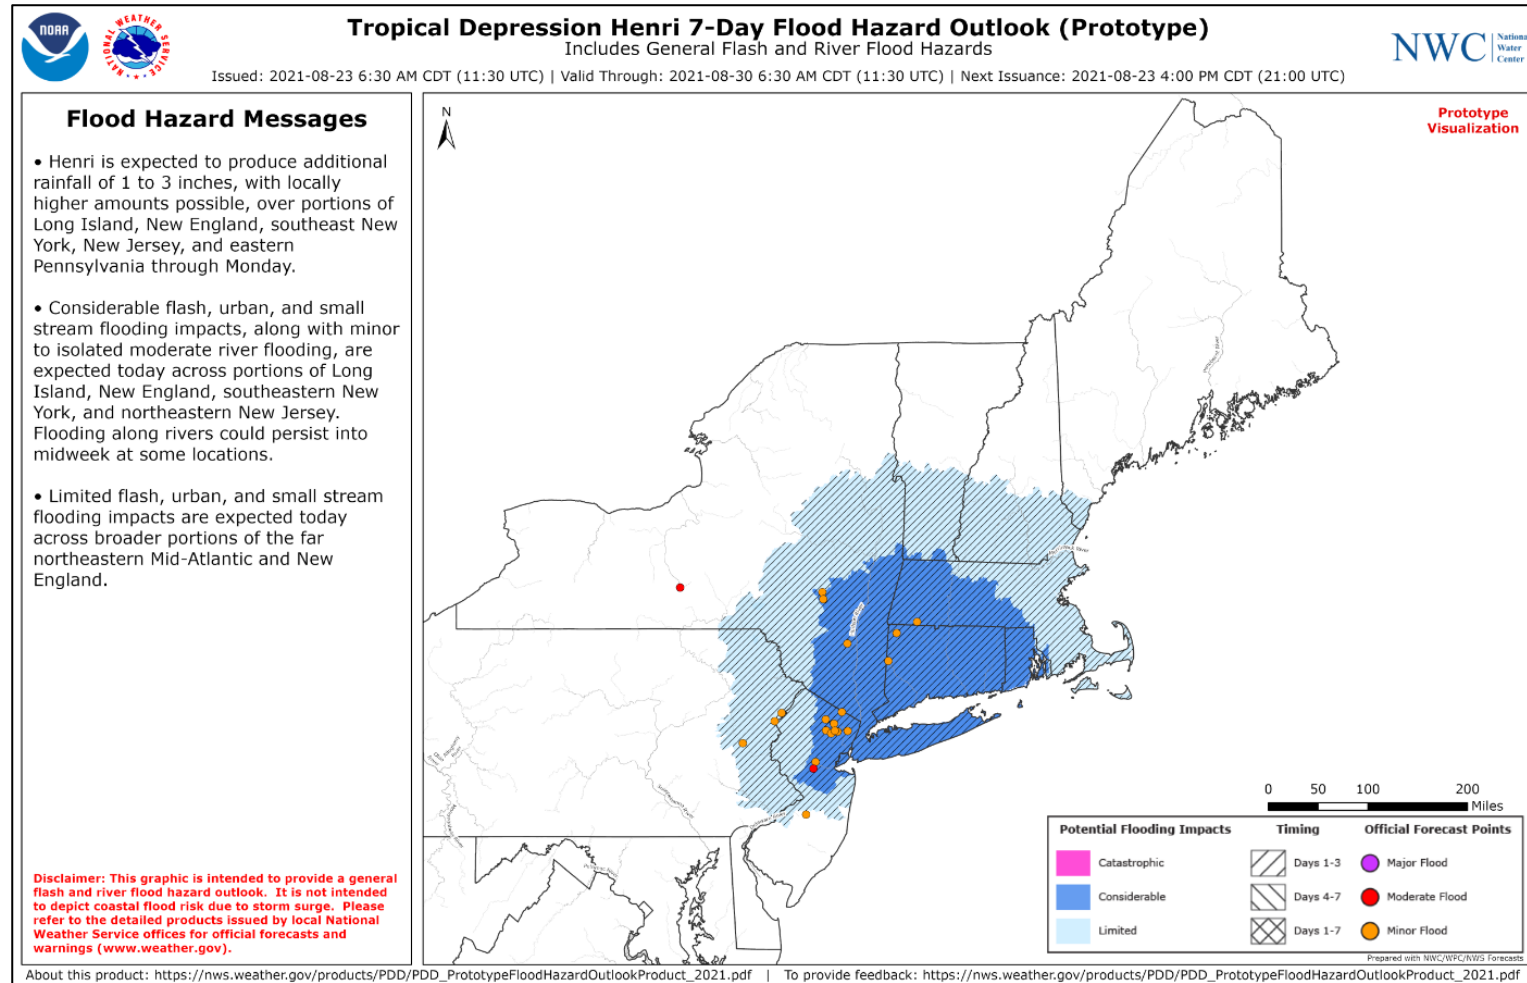 Tropical Depression Henri 7-Day Flood Hazard Outlook (Prototype)
Includes General Flash and River Flood Hazards
Issued: 2021-08-23 6:30 AM CDT (11:30 UTC) | Valid Through: 2021-08-30 6:30 AM CDT (11:30 UTC) | Next Issuance: 2021-08-23 4:00 PM CDT (21:00 UTC)
NOAA
NATIONAL WEATHER SERVICE
NWC
National
Water
Center
Flood Hazard Messages
• Henri is expected to produce additional
rainfall of 1 to 3 inches, with locally
higher amounts possible, over portions of
Long Island, New England, southeast New
York, New Jersey, and eastern
Pennsylvania through Monday.
• Considerable flash, urban, and small
stream flooding impacts, along with minor
to isolated moderate river flooding, are
expected today across portions of Long
Island, New England, southeastern New
York, and northeastern New Jersey.
Flooding along rivers could persist into
midweek at some locations.
• Limited flash, urban, and small stream
flooding impacts are expected today
across broader portions of the far
northeastern Mid-Atlantic and New
England.
Disclaimer: This graphic is intended to provide a general
flash and river flood hazard outlook. It is not intended
to depict coastal flood risk due to storm surge. Please
refer to the detailed products issued by local National
Weather Service offices for official forecasts and
warnings (www.weather.gov).
N
Prototype
Visualization
0 50 100 200
Miles
Potential Flooding Impacts Timing Official Forecast Points
Catastrophic Days 1-3 Major Flood
Considerable Days 4-7 Moderate Flood
Limited Days 1-7 Minor Flood
Prepared with NWC/WPC/NWS Forecasts
About this product: https://nws.weather.gov/products/PDD/PDD_PrototypeFloodHazardOutlookProduct_2021.pdf | To provide feedback: https://nws.weather.gov/products/PDD/PDD_PrototypeFloodHazardOutlookProduct_2021.pdf